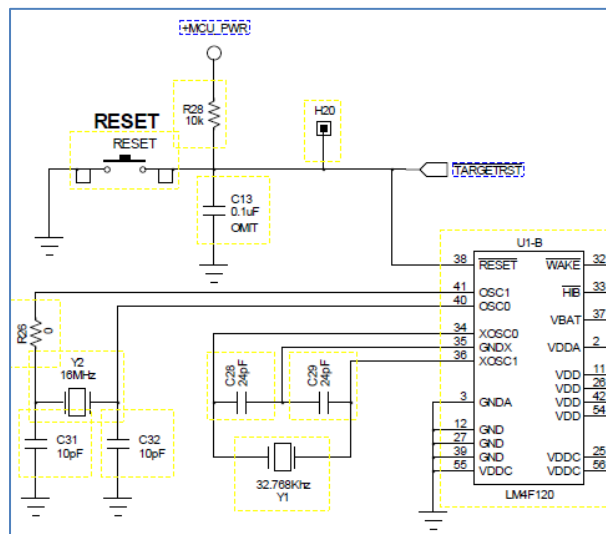 +MCU_PWR
R28
10k
H20
RESET
RESET
TARGETRST
C13
0.1uF
OMIT
U1-B
38 RESET WAKE 32
41 OSC1 HIB 33
40 OSC0
VBAT 37
34 XOSC0
35 GNDX VDDA 2
36 XOSC1
VDD 11
VDD 26
3 GNDA VDD 42
VDD 54
12 GND
27 GND
39 GND VDDC 25
55 VDDC VDDC 56
LM4F120
R26
0
Y2
16MHz
C28
24pF
C29
24pF
C31
10pF
C32
10pF
32.768Khz
Y1